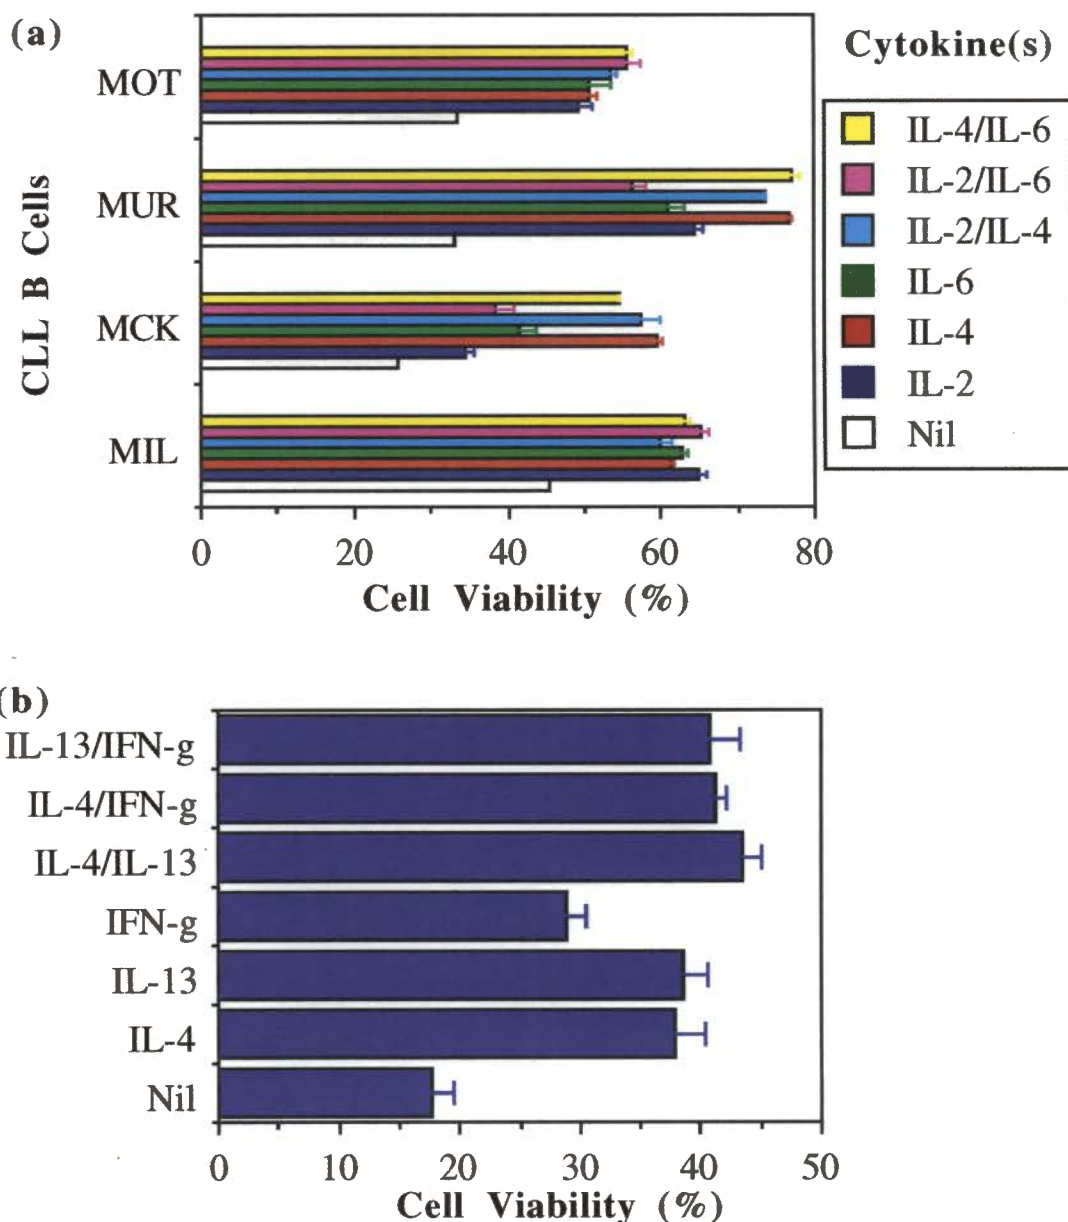 (a)
Cytokine(s)
CLL B Cells
MOT
MUR
MCK
MIL
IL-4/IL-6
IL-2/IL-6
IL-2/IL-4
IL-6
IL-4
IL-2
Nil
0 20 40 60 80
Cell Viability (%)
(b)
IL-13/IFN-g
IL-4/IFN-g
IL-4/IL-13
IFN-g
IL-13
IL-4
Nil
0 10 20 30 40 50
Cell Viability (%)